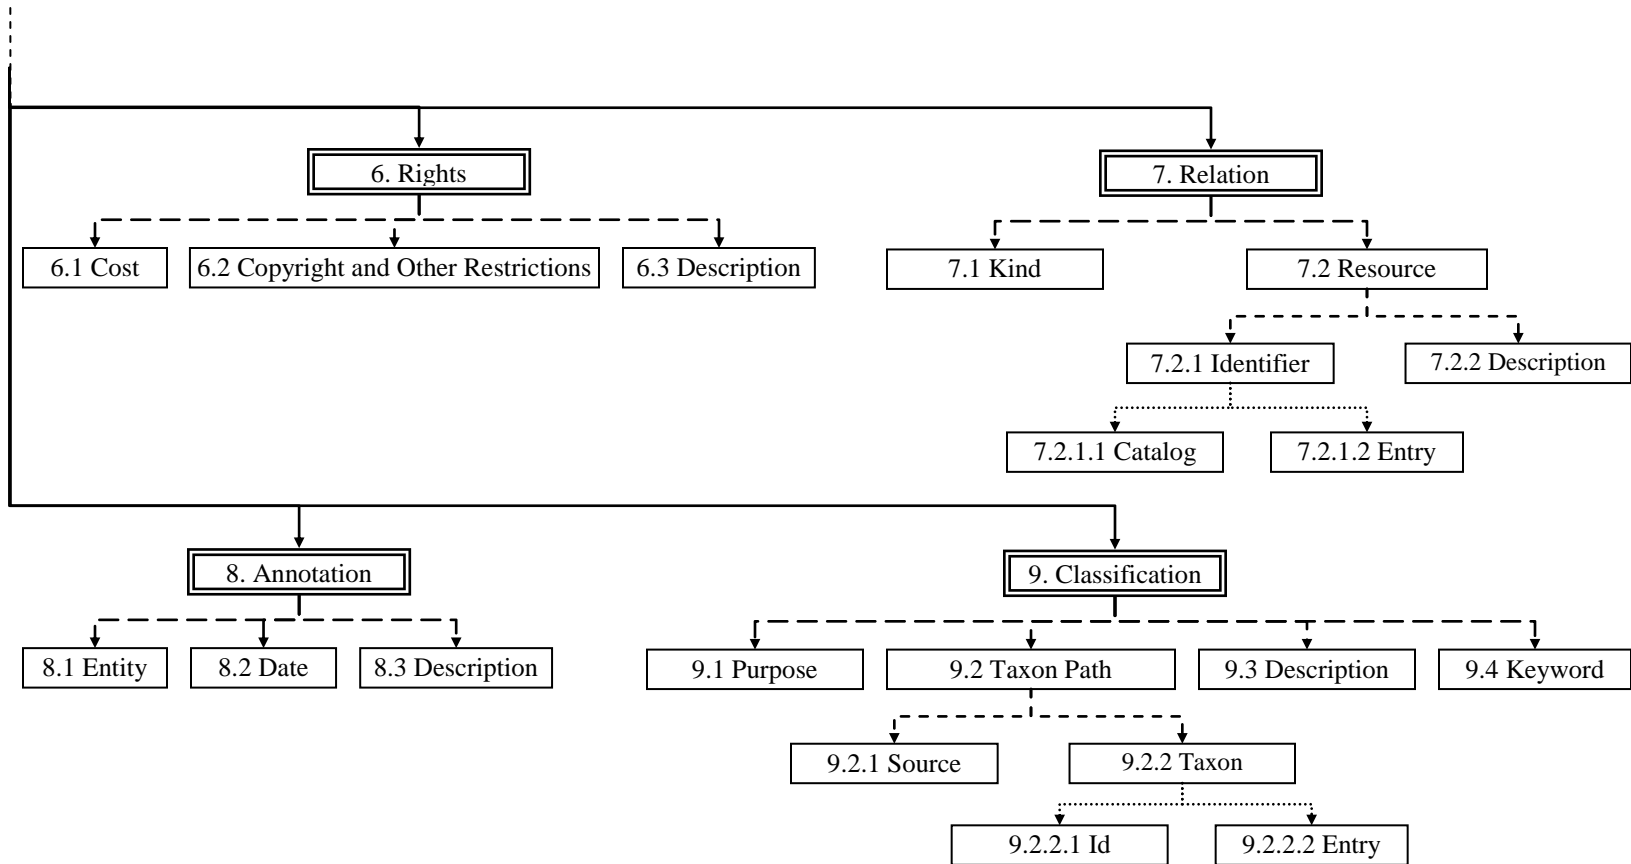 6. Rights
7. Relation
6.1 Cost
6.2 Copyright and Other Restrictions
6.3 Description
7.1 Kind
7.2 Resource
7.2.1 Identifier
7.2.2 Description
7.2.1.1 Catalog
7.2.1.2 Entry
8. Annotation
9. Classification
8.1 Entity
8.2 Date
8.3 Description
9.1 Purpose
9.2 Taxon Path
9.3 Description
9.4 Keyword
9.2.1 Source
9.2.2 Taxon
9.2.2.1 Id
9.2.2.2 Entry